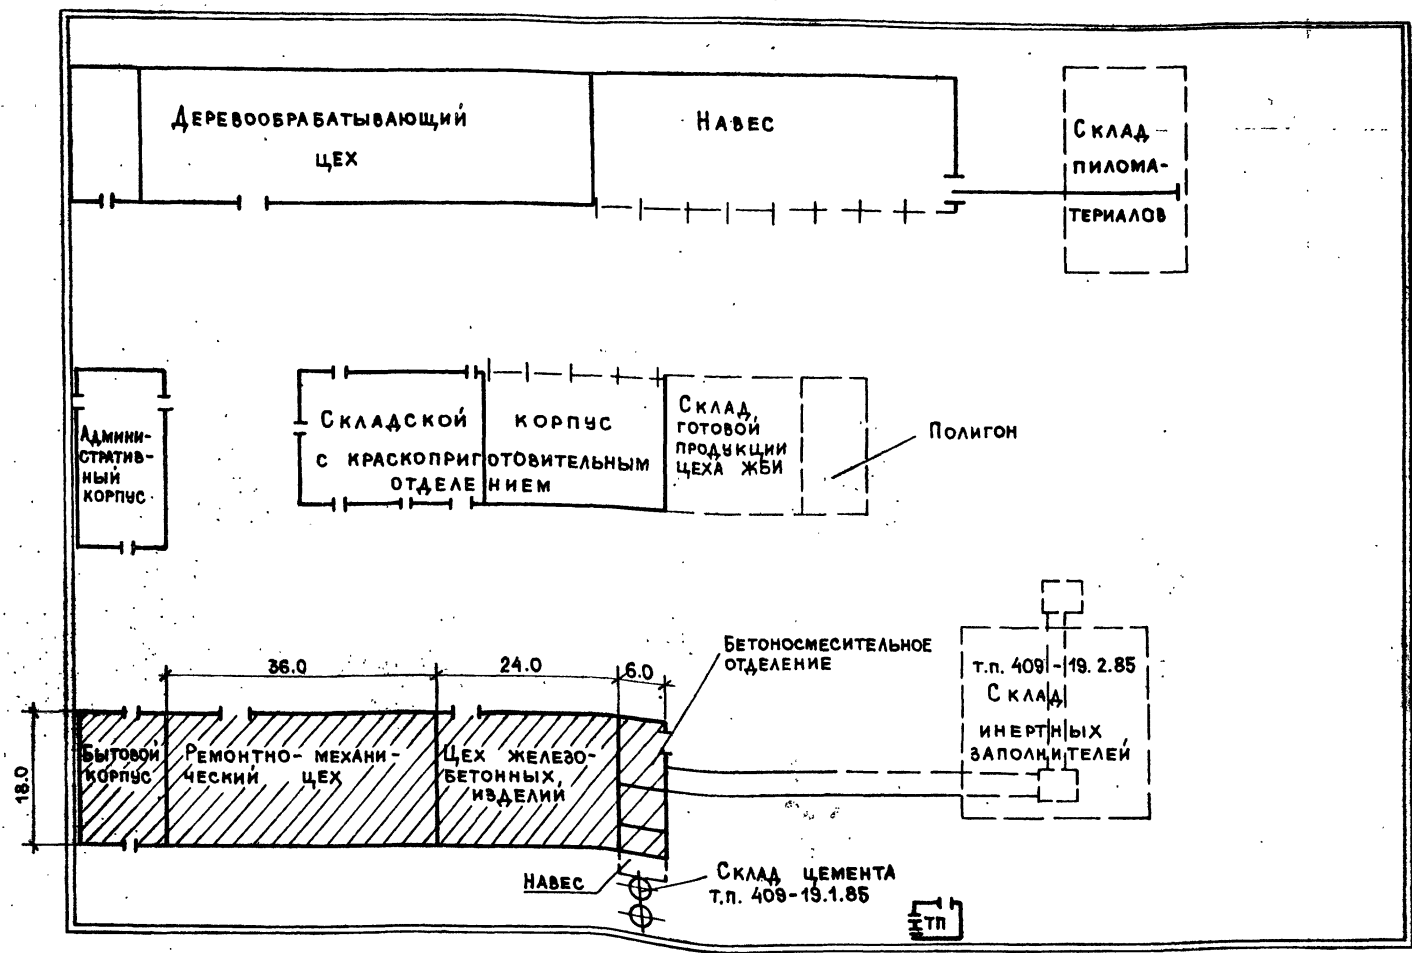 Деревообрабатывающий
цех
Навес
Склад
пилома-
териалов
Админи-
стратив-
ный
корпус
Складской корпус
с краскоприготовительным
отделением
Склад
готовой
продукции
цеха ЖБИ
Полигон
Бетоносмесительное
отделение
36.0
24.0
6.0
18.0
Бытовой
корпус
Ремонтно-механи-
ческий цех
Цех железо-
бетонных
изделий
т.п. 409-19.2.85
Склад
инертных
заполнителей
Навес
Склад цемента
т.п. 409-19.1.85
ТП